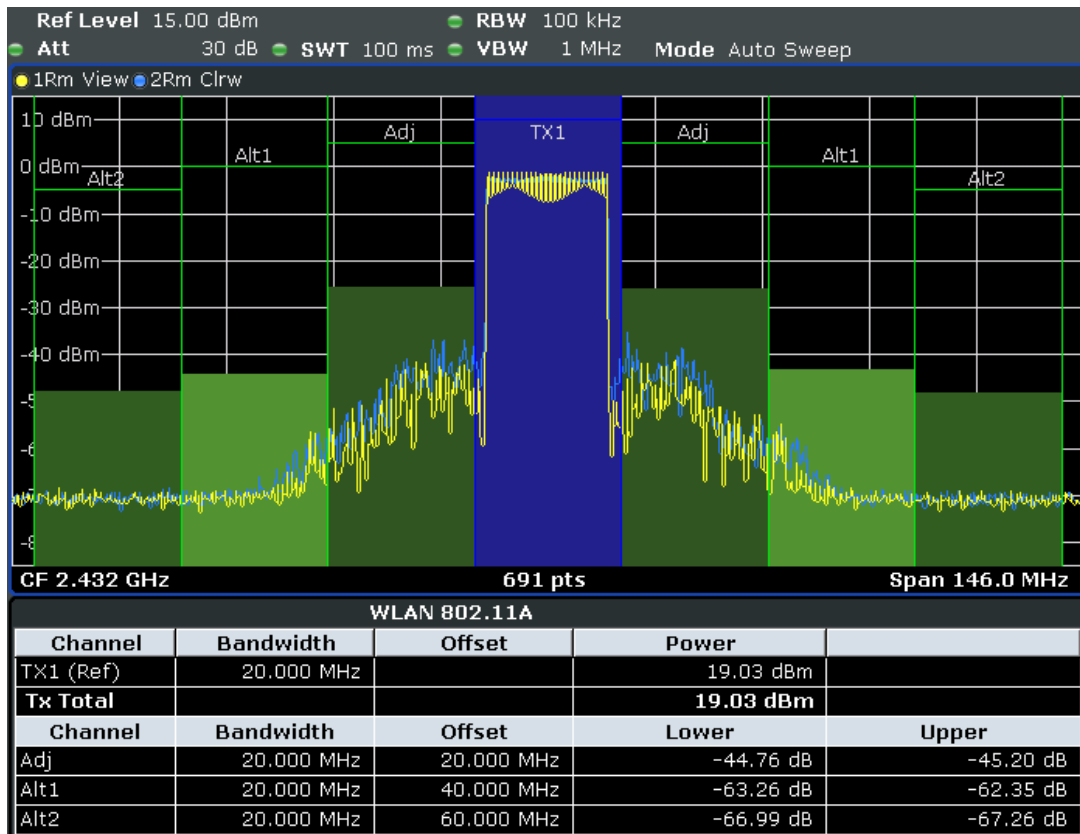 Ref Level 15.00 dBm RBW 100 kHz
Att 30 dB SWT 100 ms VBW 1 MHz Mode Auto Sweep
1Rm View 2Rm Clrw
10 dBm
Adj TX1 Adj
Alt1 Alt1
0 dBm
Alt2 Alt2
-10 dBm
-20 dBm
-30 dBm
-40 dBm
CF 2.432 GHz 691 pts Span 146.0 MHz
WLAN 802.11A
Channel Bandwidth Offset Power
TX1 (Ref) 20.000 MHz 19.03 dBm
Tx Total 19.03 dBm
Channel Bandwidth Offset Lower Upper
Adj 20.000 MHz 20.000 MHz -44.76 dB -45.20 dB
Alt1 20.000 MHz 40.000 MHz -63.26 dB -62.35 dB
Alt2 20.000 MHz 60.000 MHz -66.99 dB -67.26 dB